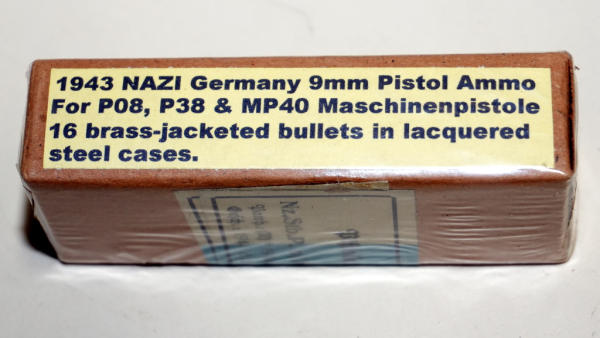 1943 NAZI Germany 9mm Pistol Ammo
For P08, P38 & MP40 Maschinenpistole
16 brass-jacketed bullets in lacquered
steel cases.